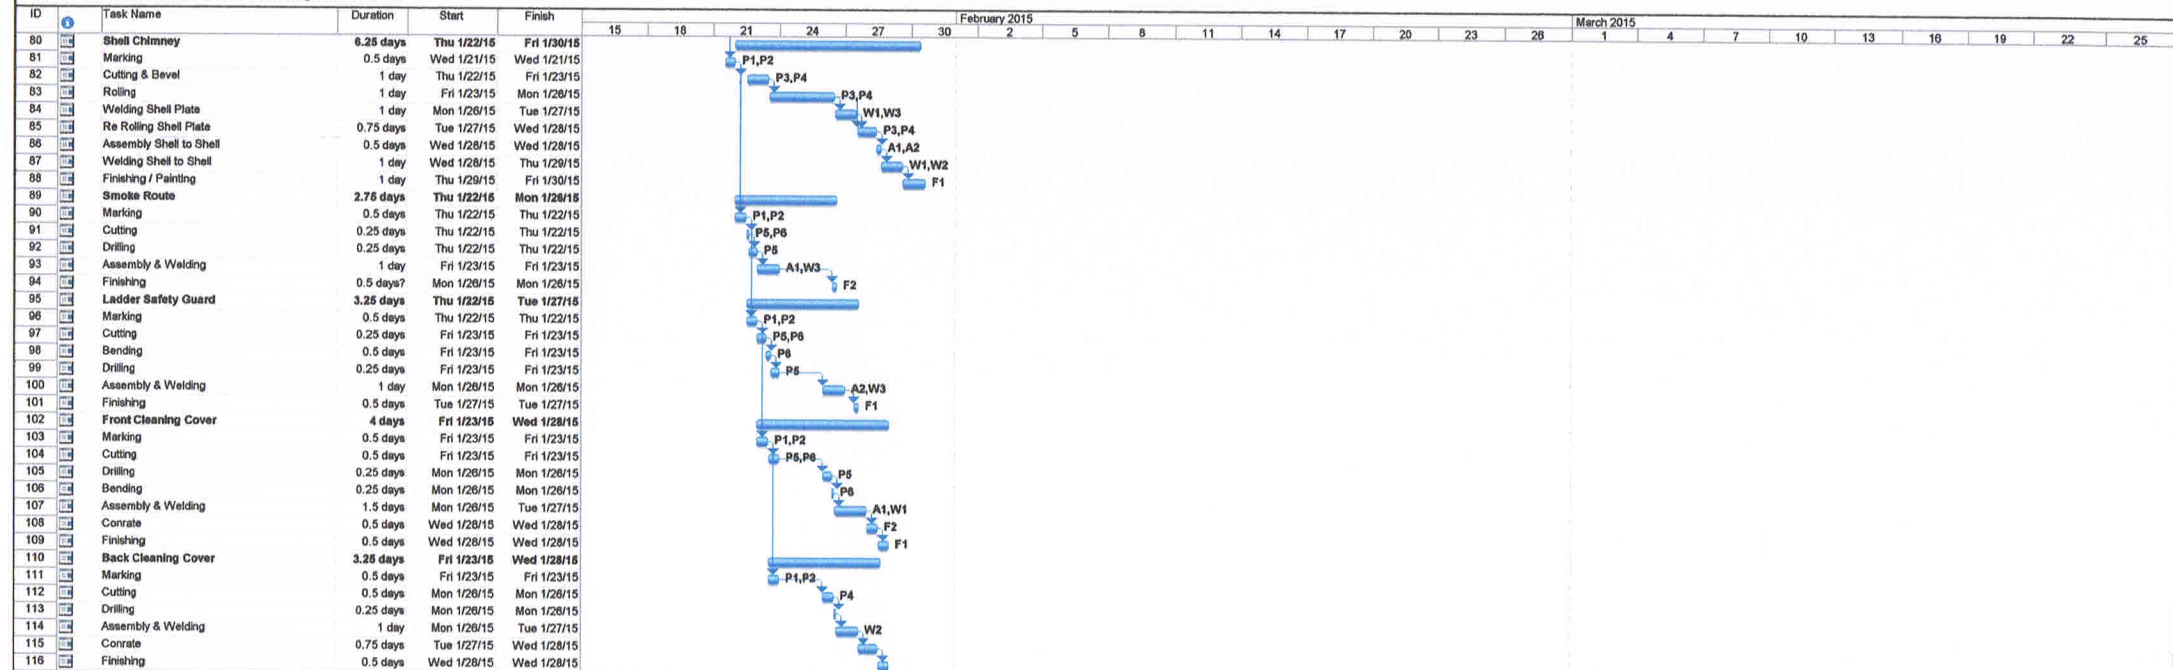 ID Task Name Duration Start Finish February 2015 March 2015
15 18 21 24 27 30 2 5 8 11 14 17 20 23 26 1 4 7 10 13 16 19 22 25
80 Shell Chimney 6.25 days Thu 1/22/15 Fri 1/30/15
81 Marking 0.5 days Wed 1/21/15 Wed 1/21/15 P1,P2
82 Cutting & Bevel 1 day Thu 1/22/15 Fri 1/23/15 P3,P4
83 Rolling 1 day Fri 1/23/15 Mon 1/26/15 P3,P4
84 Welding Shell Plate 1 day Mon 1/26/15 Tue 1/27/15 W1,W3
85 Re Rolling Shell Plate 0.75 days Tue 1/27/15 Wed 1/28/15 P3,P4
86 Assembly Shell to Shell 0.5 days Wed 1/28/15 Wed 1/28/15 A1,A2
87 Welding Shell to Shell 1 day Wed 1/28/15 Thu 1/29/15 W1,W2
88 Finishing / Painting 1 day Thu 1/29/15 Fri 1/30/15 F1
89 Smoke Route 2.75 days Thu 1/22/15 Mon 1/26/15
90 Marking 0.5 days Thu 1/22/15 Thu 1/22/15 P1,P2
91 Cutting 0.25 days Thu 1/22/15 Thu 1/22/15 P5,P6
92 Drilling 0.25 days Thu 1/22/15 Thu 1/22/15 P5
93 Assembly & Welding 1 day Fri 1/23/15 Fri 1/23/15 A1,W3
94 Finishing 0.5 days? Mon 1/26/15 Mon 1/26/15 F2
95 Ladder Safety Guard 3.25 days Thu 1/22/15 Tue 1/27/15
96 Marking 0.5 days Thu 1/22/15 Thu 1/22/15 P1,P2
97 Cutting 0.25 days Fri 1/23/15 Fri 1/23/15 P5,P6
98 Bending 0.5 days Fri 1/23/15 Fri 1/23/15 P6
99 Drilling 0.25 days Fri 1/23/15 Fri 1/23/15 P5
100 Assembly & Welding 1 day Mon 1/26/15 Mon 1/26/15 A2,W3
101 Finishing 0.5 days Tue 1/27/15 Tue 1/27/15 F1
102 Front Cleaning Cover 4 days Fri 1/23/15 Wed 1/28/15
103 Marking 0.5 days Fri 1/23/15 Fri 1/23/15 P1,P2
104 Cutting 0.5 days Fri 1/23/15 Fri 1/23/15 P5,P6
105 Drilling 0.25 days Mon 1/26/15 Mon 1/26/15 P5
106 Bending 0.25 days Mon 1/26/15 Mon 1/26/15 P6
107 Assembly & Welding 1.5 days Mon 1/26/15 Tue 1/27/15 A1,W1
108 Conrate 0.5 days Wed 1/28/15 Wed 1/28/15 F2
109 Finishing 0.5 days Wed 1/28/15 Wed 1/28/15 F1
110 Back Cleaning Cover 3.25 days Fri 1/23/15 Wed 1/28/15
111 Marking 0.5 days Fri 1/23/15 Fri 1/23/15 P1,P2
112 Cutting 0.5 days Mon 1/26/15 Mon 1/26/15 P4
113 Drilling 0.25 days Mon 1/26/15 Mon 1/26/15
114 Assembly & Welding 1 day Mon 1/26/15 Tue 1/27/15 W2
115 Conrate 0.75 days Tue 1/27/15 Wed 1/28/15
116 Finishing 0.5 days Wed 1/28/15 Wed 1/28/15